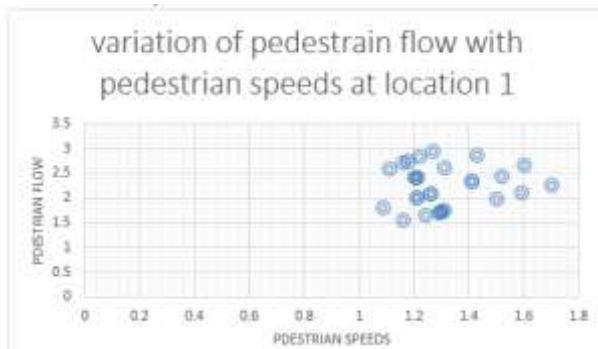 variation of pedestrain flow with
pedestrian speeds at location 1
PDEISTRIAN FLOW
3.5
3
2.5
2
1.5
1
0.5
0
0 0.2 0.4 0.6 0.8 1 1.2 1.4 1.6 1.8
PDESTRIAN SPEEDS